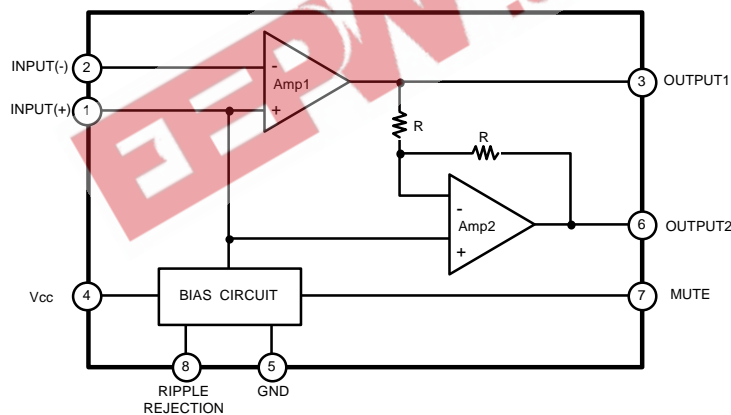 EEPW
INPUT(-)
2
-
Amp1
+
INPUT(+)
1
3
OUTPUT1
R
R
-
Amp2
+
6
OUTPUT2
Vcc
4
BIAS CIRCUIT
7
MUTE
8
5
RIPPLE
REJECTION
GND